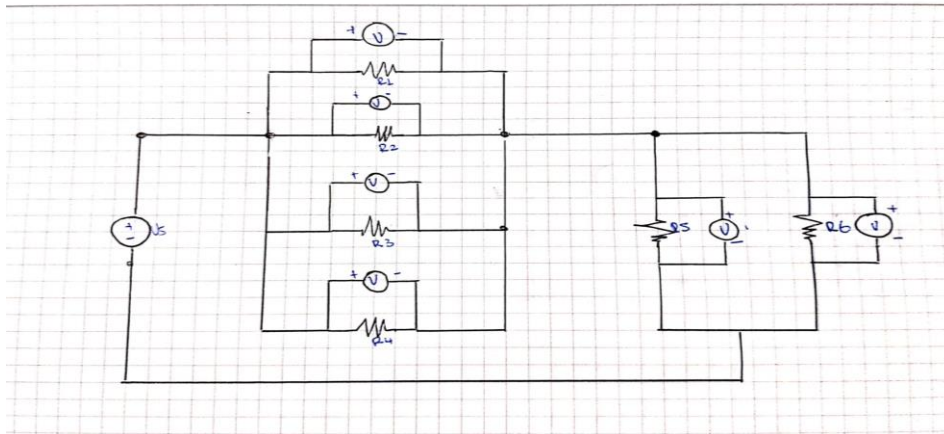 + V -
R1
+ V -
R2
+ V -
+ - Vs
R3
R5
+ V -
R6
+ V -
+ V -
R4